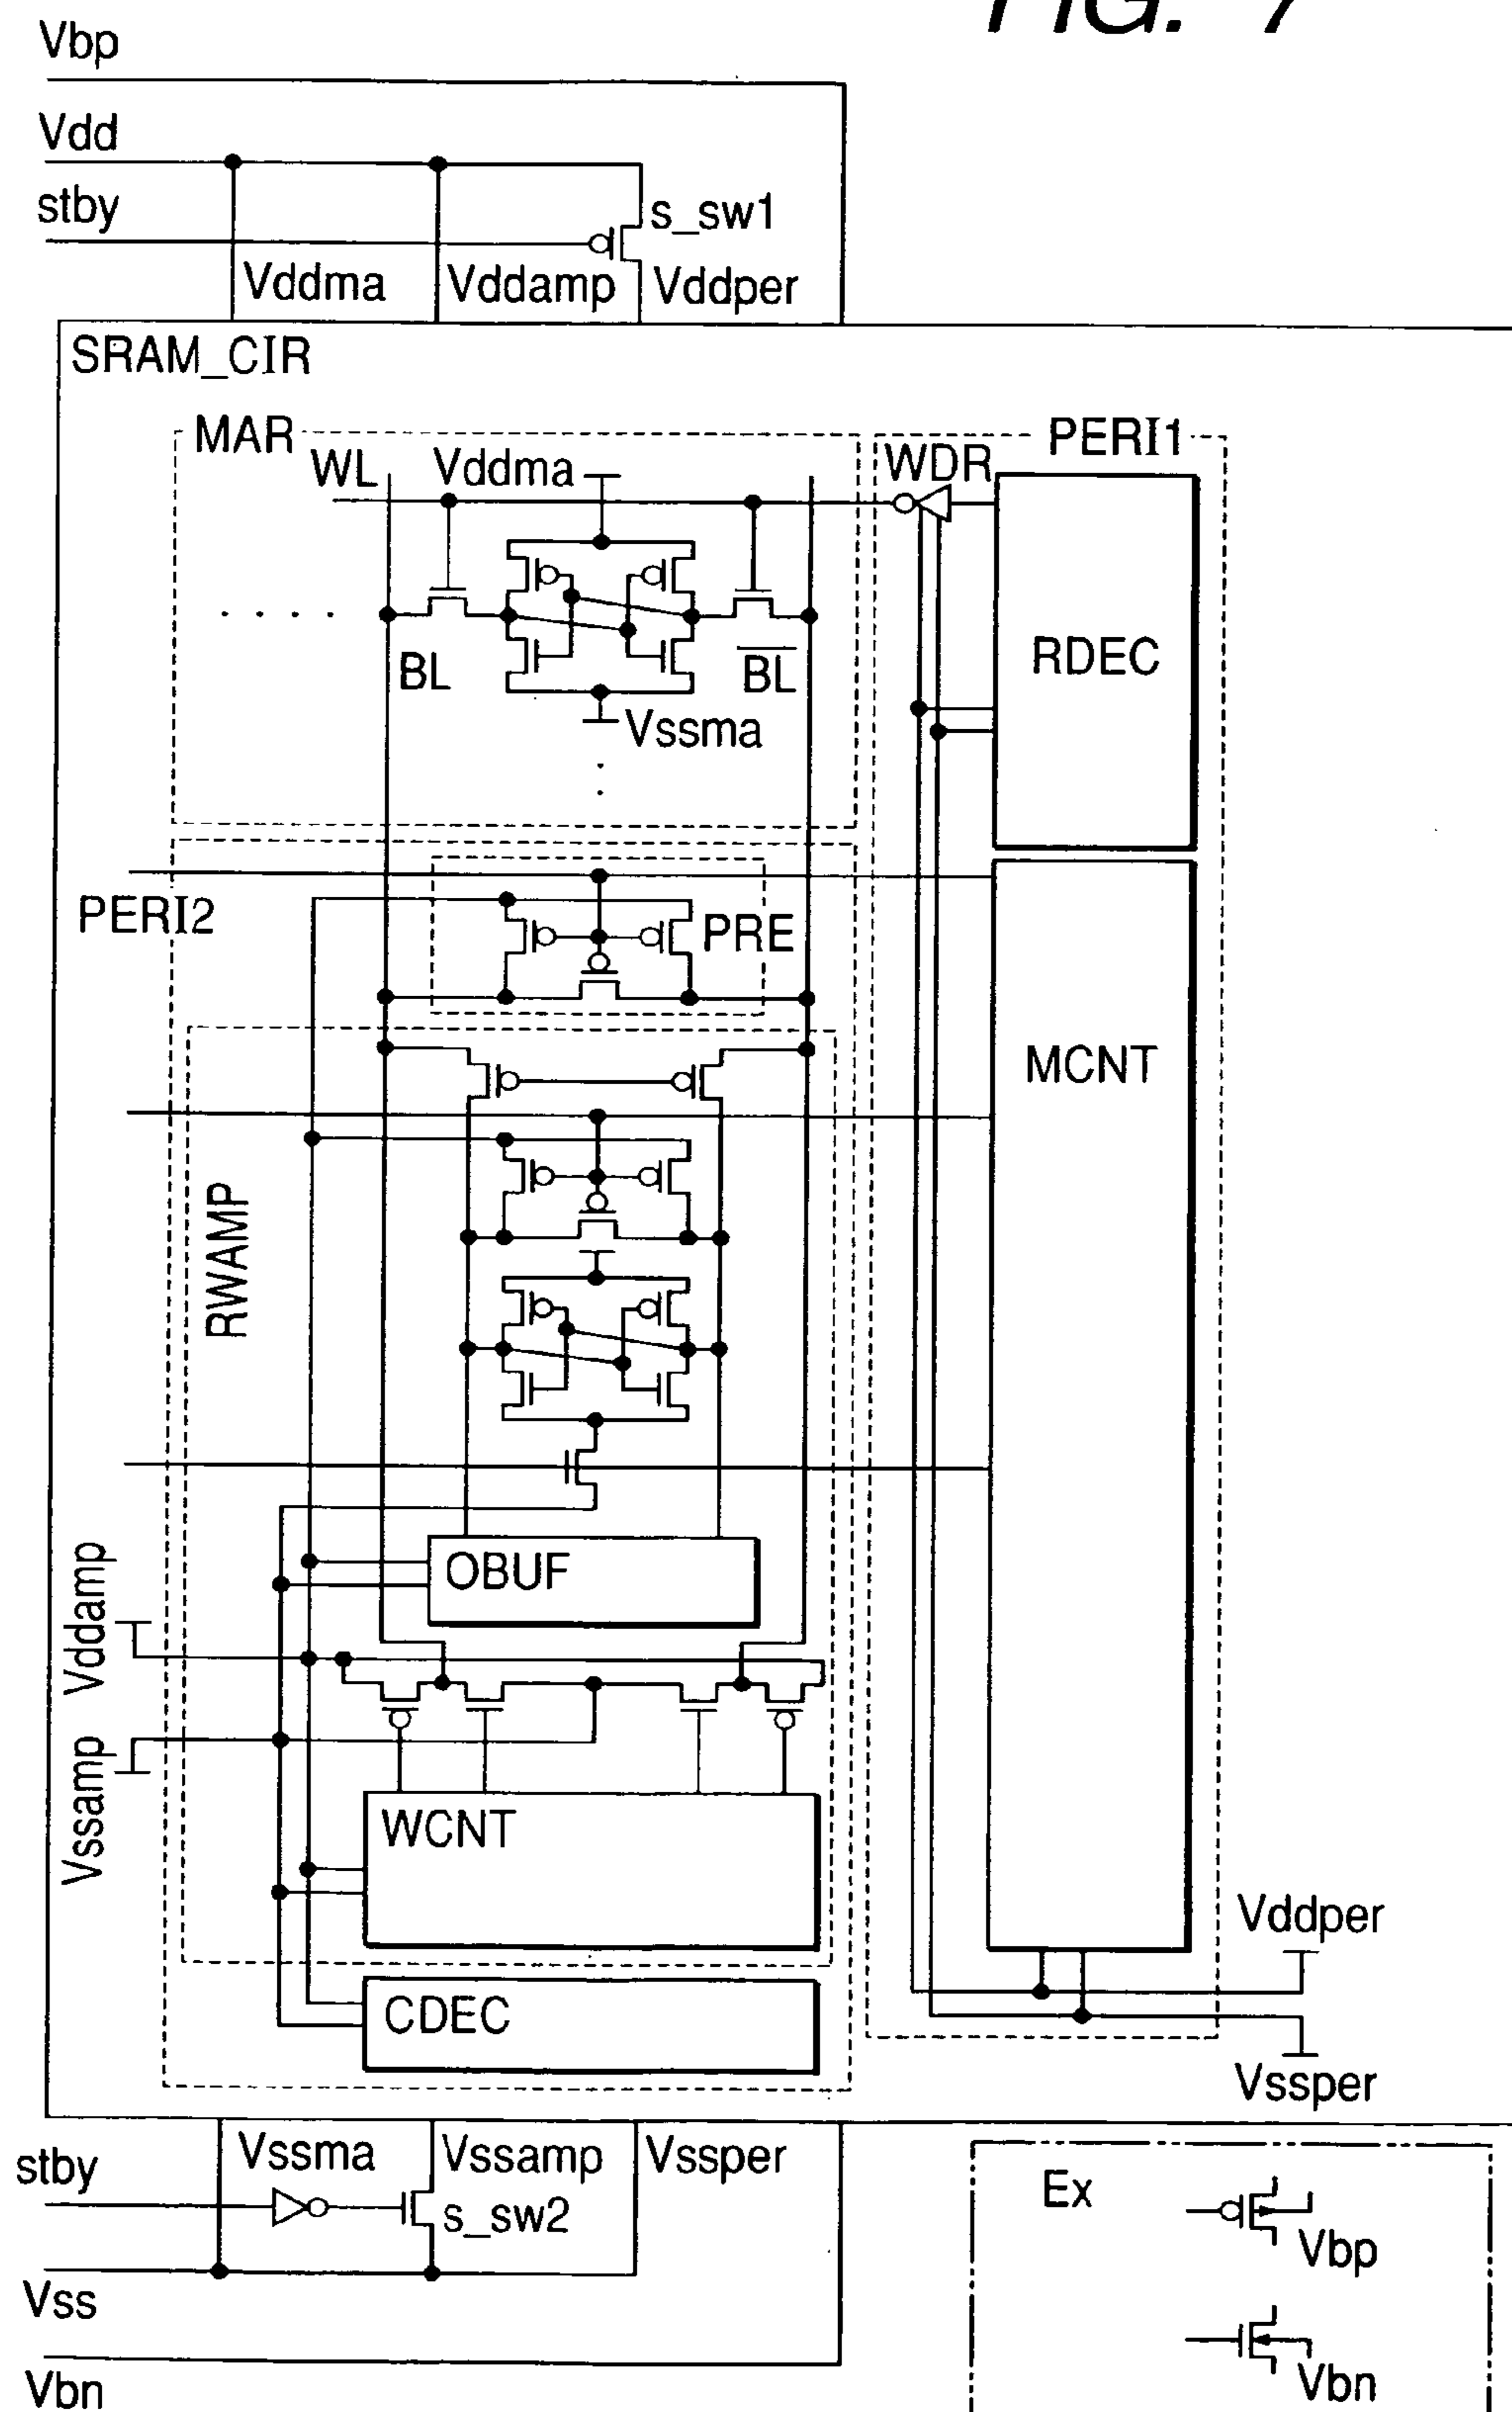 FIG. 7
Vbp
Vdd
stby
s_sw1
Vddma
Vddamp
Vddper
SRAM_CIR
MAR
PERI1
WL
Vddma
WDR
RDEC
BL
BL
Vssma
PERI2
PRE
MCNT
RWAMP
OBUF
Vddamp
Vssamp
WCNT
Vddper
CDEC
Vssper
stby
Vssma
Vssamp
Vssper
s_sw2
Vss
Vbn
Ex
Vbp
Vbn